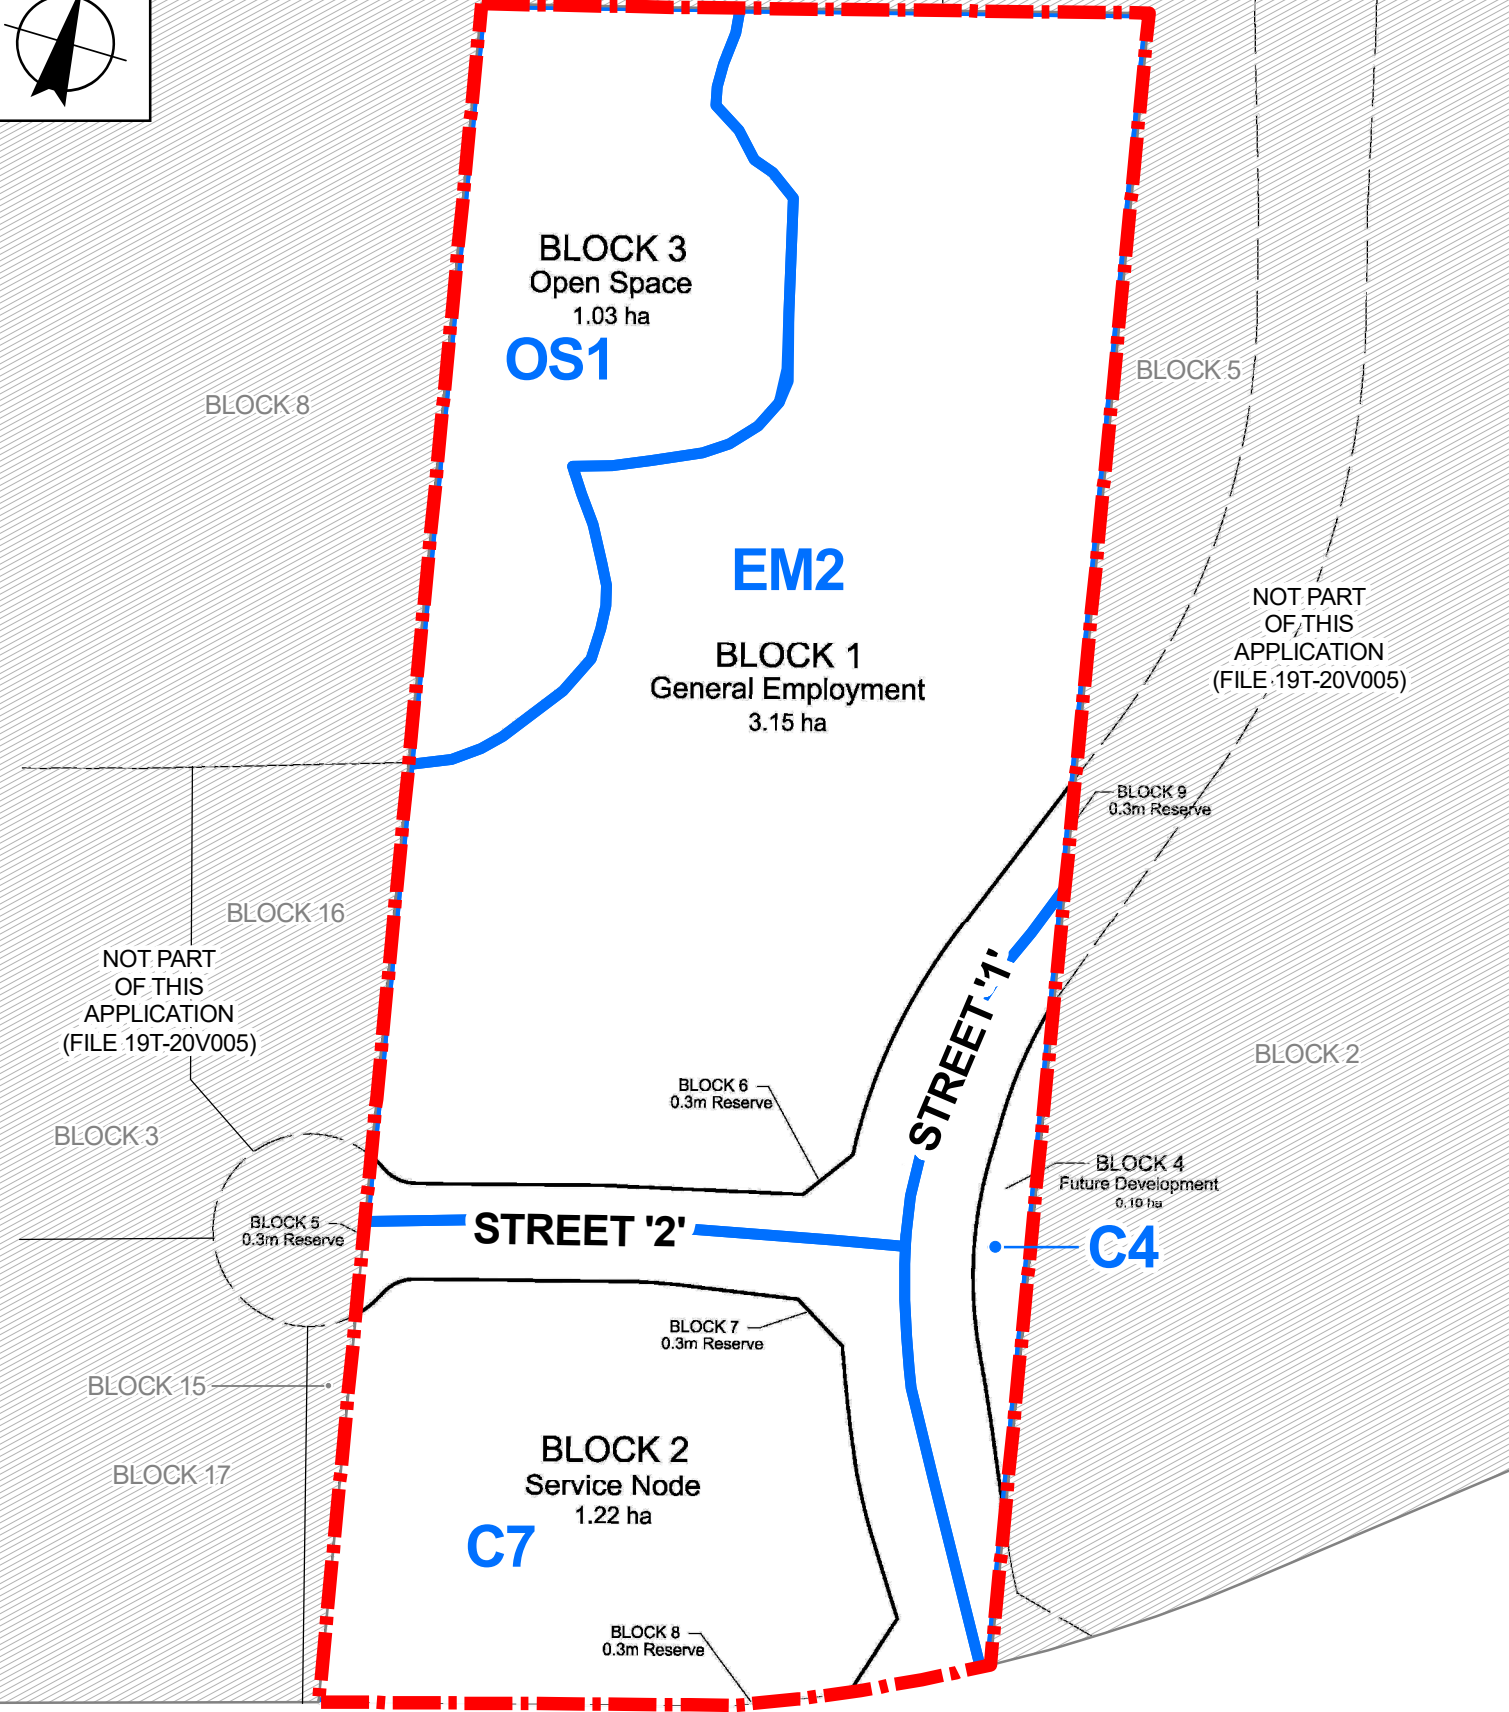 BLOCK 3
Open Space
1.03 ha
OS1
BLOCK 8
BLOCK 5
EM2
NOT PART
OF THIS
APPLICATION
(FILE 19T-20V005)
BLOCK 1
General Employment
3.15 ha
BLOCK 9
0.3m Reserve
BLOCK 16
NOT PART
OF THIS
APPLICATION
(FILE 19T-20V005)
STREET '1'
BLOCK 2
BLOCK 6
0.3m Reserve
BLOCK 3
BLOCK 4
Future Development
0.10 ha
BLOCK 5
0.3m Reserve
STREET '2'
C4
BLOCK 7
0.3m Reserve
BLOCK 15
BLOCK 2
Service Node
1.22 ha
BLOCK 17
C7
BLOCK 8
0.3m Reserve